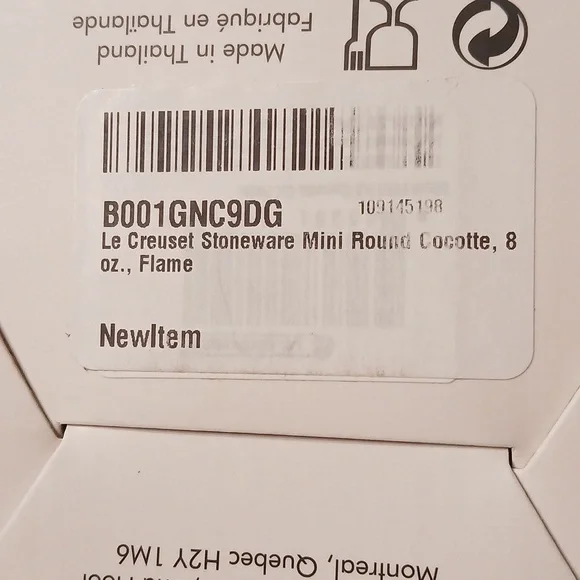 Made in Thailand
Fabriqué en Thaïlande
B001GNC9DG 109145198
Le Creuset Stoneware Mini Round Cocotte, 8
oz., Flame
NewItem
Montreal, Quebec H2Y 1M6